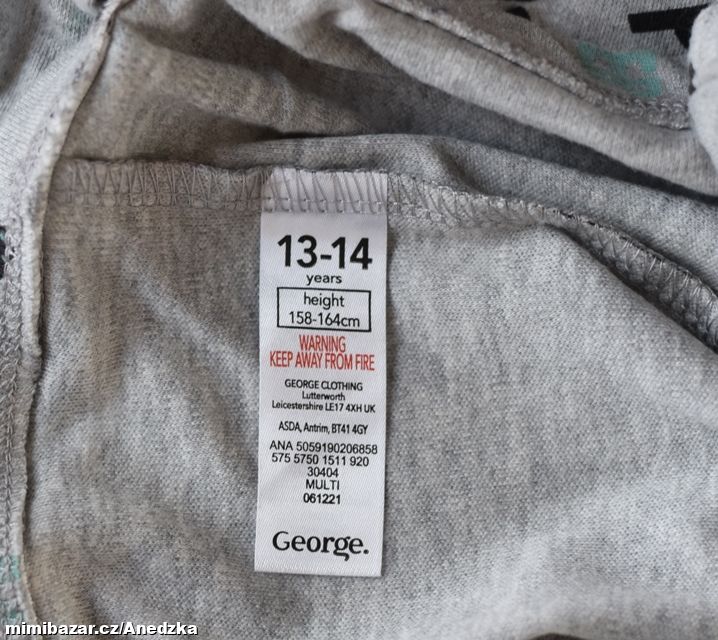 13-14
years
height
158-164cm
WARNING
KEEP AWAY FROM FIRE
GEORGE CLOTHING
Lutterworth
Leicestershire LE17 4XH UK
ASDA, Antrim, BT41 4GY
ANA 5059190206858
575 5750 1511 920
30404
MULTI
061221
George.
mimibazar.cz/Anedzka